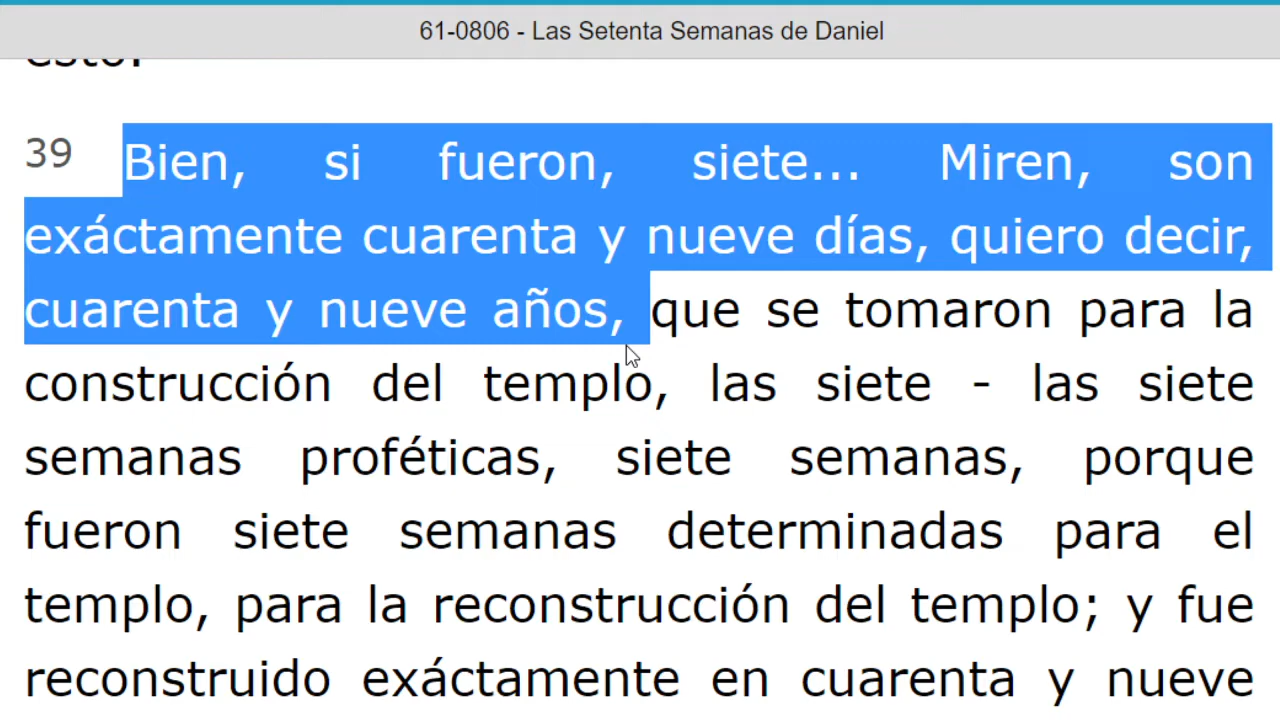 61-0806 - Las Setenta Semanas de Daniel
esto.
39 Bien, si fueron, siete... Miren, son
exáctamente cuarenta y nueve días, quiero decir,
cuarenta y nueve años, que se tomaron para la
construcción del templo, las siete - las siete
semanas proféticas, siete semanas, porque
fueron siete semanas determinadas para el
templo, para la reconstrucción del templo; y fue
reconstruido exáctamente en cuarenta y nueve